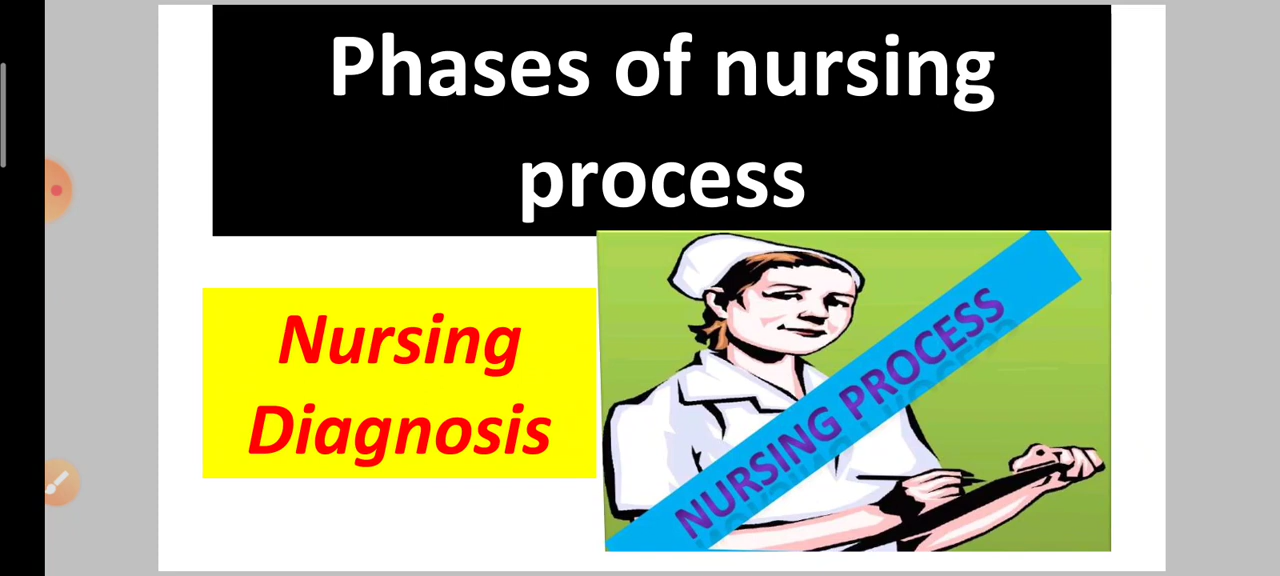 Phases of nursing
process
Nursing
Diagnosis
NURSING PROCESS